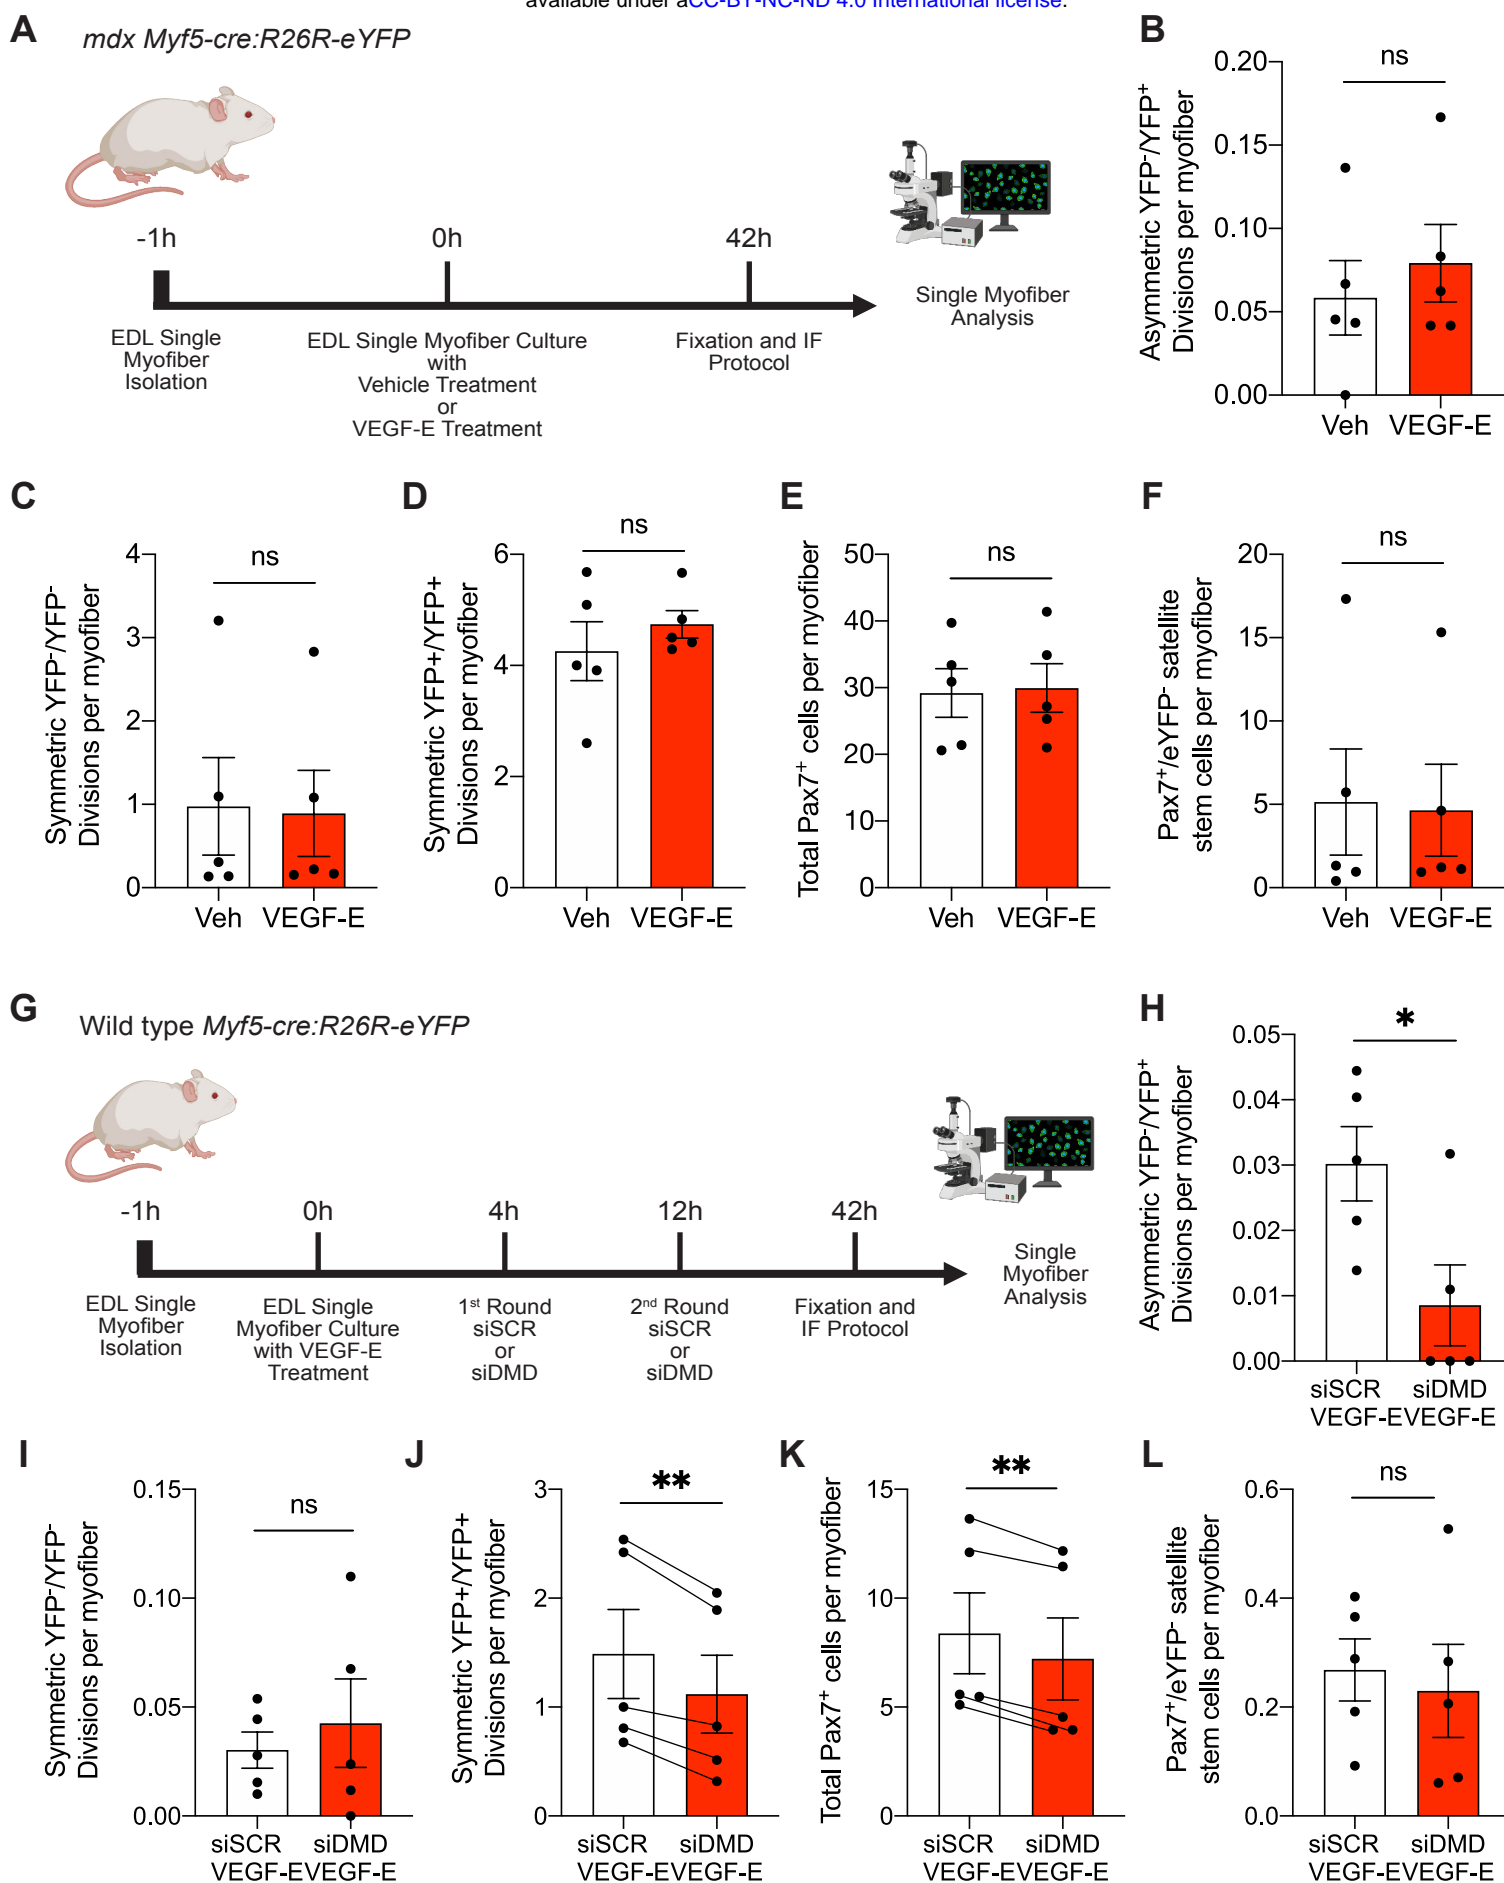 available under aCC-BY-NC-ND 4.0 International license.
A
mdx Myf5-cre:R26R-eYFP
-1h
0h
42h
EDL Single
Myofiber
Isolation
EDL Single Myofiber Culture
with
Vehicle Treatment
or
VEGF-E Treatment
Fixation and IF
Protocol
Single Myofiber
Analysis
B
Asymmetric YFP⁻/YFP⁺
Divisions per myofiber
0.20
0.15
0.10
0.05
0.00
ns
Veh VEGF-E
C
Symmetric YFP⁻/YFP⁻
Divisions per myofiber
4
3
2
1
0
ns
Veh VEGF-E
D
Symmetric YFP+/YFP+
Divisions per myofiber
6
4
2
0
ns
Veh VEGF-E
E
Total Pax7⁺ cells per myofiber
50
40
30
20
10
0
ns
Veh VEGF-E
F
Pax7⁺/eYFP⁻ satellite
stem cells per myofiber
20
15
10
5
0
ns
Veh VEGF-E
G
Wild type Myf5-cre:R26R-eYFP
-1h
0h
4h
12h
42h
EDL Single
Myofiber
Isolation
EDL Single
Myofiber Culture
with VEGF-E
Treatment
1st Round
siSCR
or
siDMD
2nd Round
siSCR
or
siDMD
Fixation and
IF Protocol
Single
Myofiber
Analysis
H
Asymmetric YFP⁻/YFP⁺
Divisions per myofiber
0.05
0.04
0.03
0.02
0.01
0.00
*
siSCR siDMD
VEGF-EVEGF-E
I
Symmetric YFP⁻/YFP⁻
Divisions per myofiber
0.15
0.10
0.05
0.00
ns
siSCR siDMD
VEGF-EVEGF-E
J
Symmetric YFP+/YFP+
Divisions per myofiber
3
2
1
0
**
siSCR siDMD
VEGF-EVEGF-E
K
Total Pax7⁺ cells per myofiber
15
10
5
0
**
siSCR siDMD
VEGF-EVEGF-E
L
Pax7⁺/eYFP⁻ satellite
stem cells per myofiber
0.6
0.4
0.2
0.0
ns
siSCR siDMD
VEGF-EVEGF-E